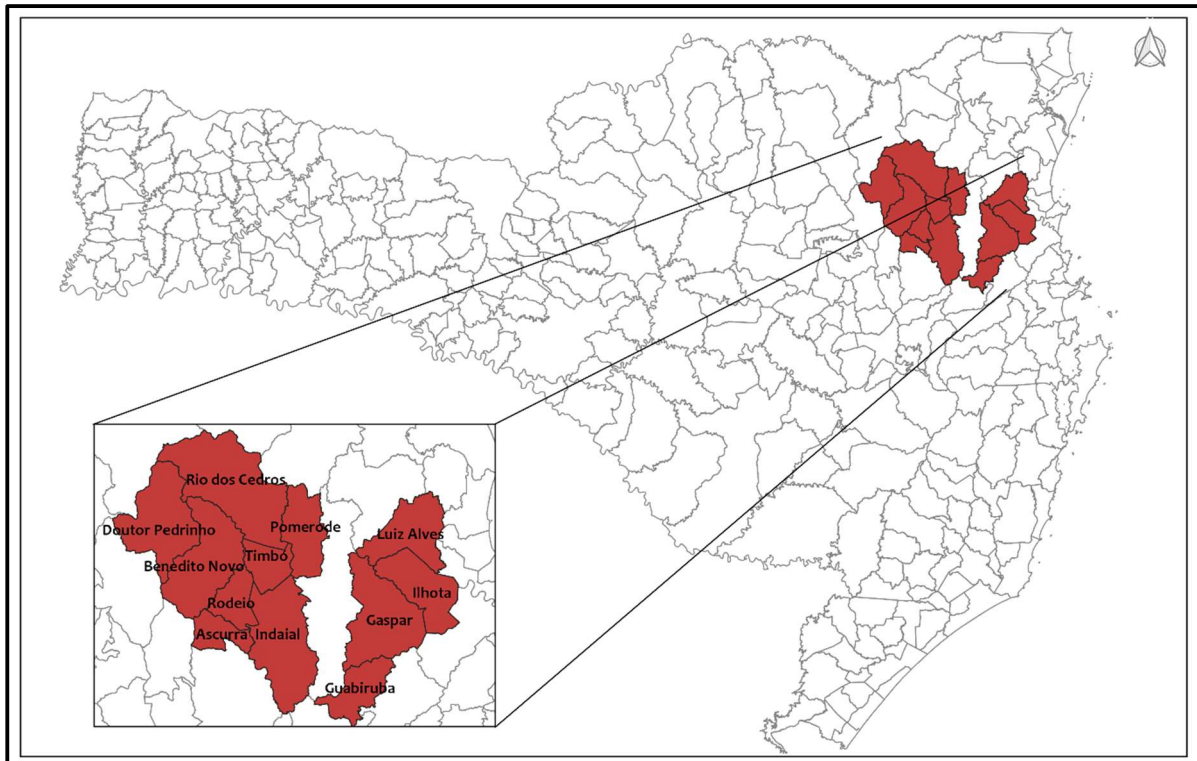 Rio dos Cedros
Doutor Pedrinho
Pomerode
Luiz Alves
Timbó
Benedito Novo
Ilhota
Rodeio
Gaspar
Ascurra
Indaial
Guabiruba